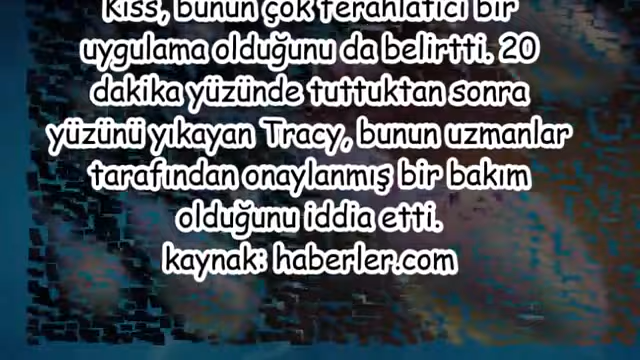 Kiss, bunun çok ferahlatıcı bir
uygulama olduğunu da belirtti. 20
dakika yüzünde tuttuktan sonra
yüzünü yıkayan Tracy, bunun uzmanlar
tarafından onaylanmış bir bakım
olduğunu iddia etti.
kaynak: haberler.com